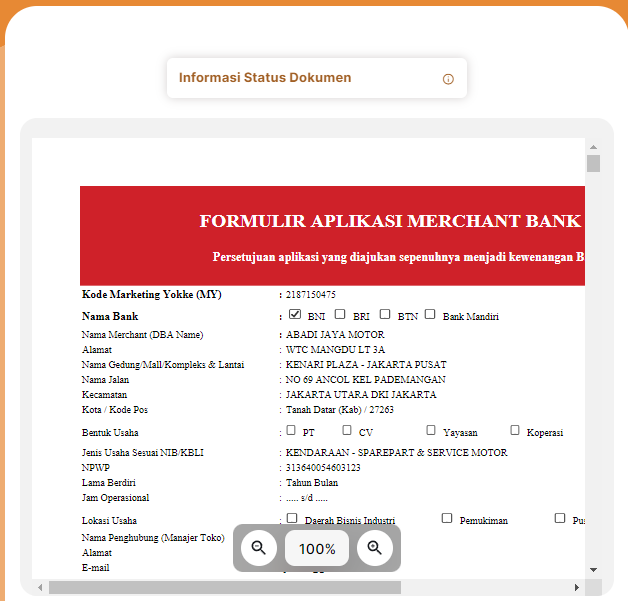 Informasi Status Dokumen
FORMULIR APLIKASI MERCHANT BANK
Persetujuan aplikasi yang diajukan sepenuhnya menjadi kewenangan B
Kode Marketing Yokke (MY) : 2187150475
Nama Bank : BNI BRI BTN Bank Mandiri
Nama Merchant (DBA Name) : ABADI JAYA MOTOR
Alamat : WTC MANGDU LT 3A
Nama Gedung/Mall/Kompleks & Lantai : KENARI PLAZA - JAKARTA PUSAT
Nama Jalan : NO 69 ANCOL KEL PADEMANGAN
Kecamatan : JAKARTA UTARA DKI JAKARTA
Kota / Kode Pos : Tanah Datar (Kab) / 27263
Bentuk Usaha : PT CV Yayasan Koperasi
Jenis Usaha Sesuai NIB/KBLI : KENDARAAN - SPAREPART & SERVICE MOTOR
NPWP : 313640054603123
Lama Berdiri : Tahun Bulan
Jam Operasional : ..... s/d .....
Lokasi Usaha : Daerah Bisnis Industri Pemukiman Pus
Nama Penghubung (Manajer Toko)
Alamat
E-mail
100%